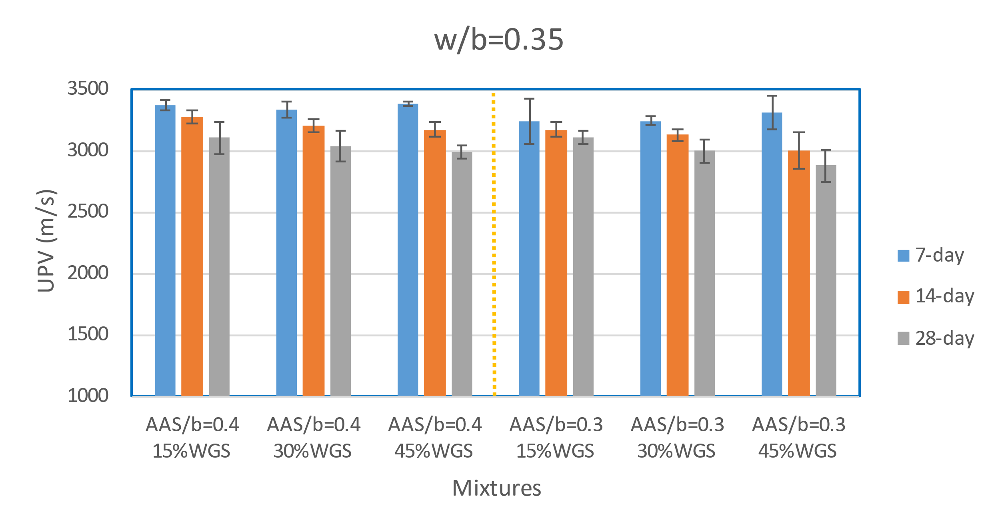 w/b=0.35
3500
3000
2500
2000
1500
1000
UPV (m/s)
AAS/b=0.4 15%WGS
AAS/b=0.4 30%WGS
AAS/b=0.4 45%WGS
AAS/b=0.3 15%WGS
AAS/b=0.3 30%WGS
AAS/b=0.3 45%WGS
Mixtures
7-day
14-day
28-day